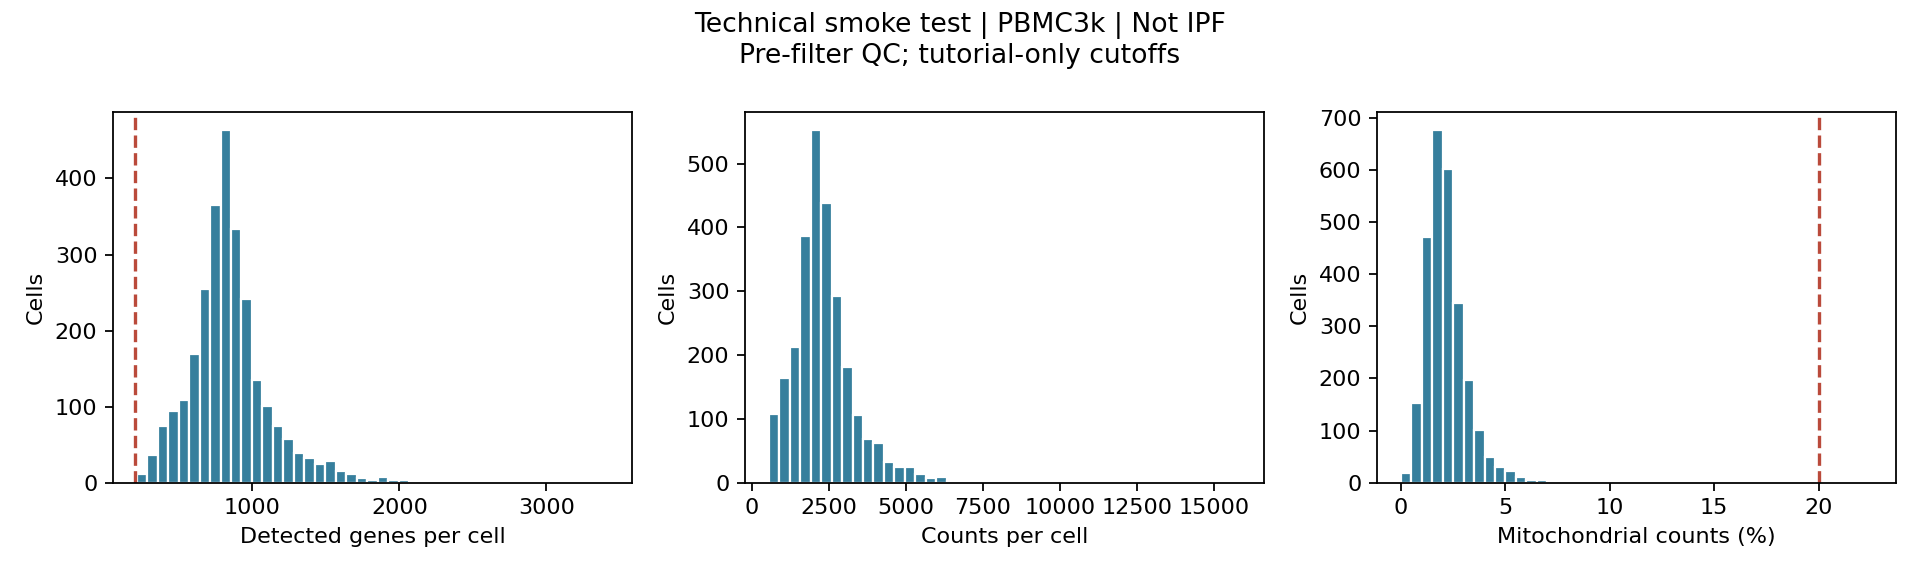 Technical smoke test | PBMC3k | Not IPF
Pre-filter QC; tutorial-only cutoffs
400
300
200
100
0
Cells
1000 2000 3000
Detected genes per cell
500
400
300
200
100
0
Cells
0 2500 5000 7500 10000 12500 15000
Counts per cell
700
600
500
400
300
200
100
0
Cells
0 5 10 15 20
Mitochondrial counts (%)